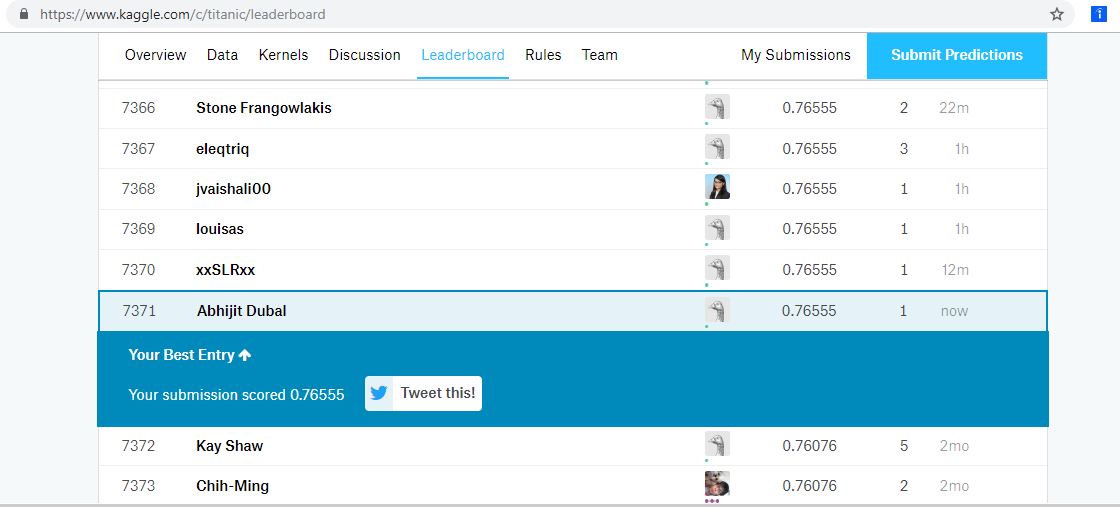 https://www.kaggle.com/c/titanic/leaderboard
Overview Data Kernels Discussion Leaderboard Rules Team My Submissions Submit Predictions
7366 Stone Frangowlakis 0.76555 2 22m
7367 eleqtriq 0.76555 3 1h
7368 jvaishali00 0.76555 1 1h
7369 louisas 0.76555 1 1h
7370 xxSLRxx 0.76555 1 12m
7371 Abhijit Dubal 0.76555 1 now
Your Best Entry
Your submission scored 0.76555 Tweet this!
7372 Kay Shaw 0.76076 5 2mo
7373 Chih-Ming 0.76076 2 2mo